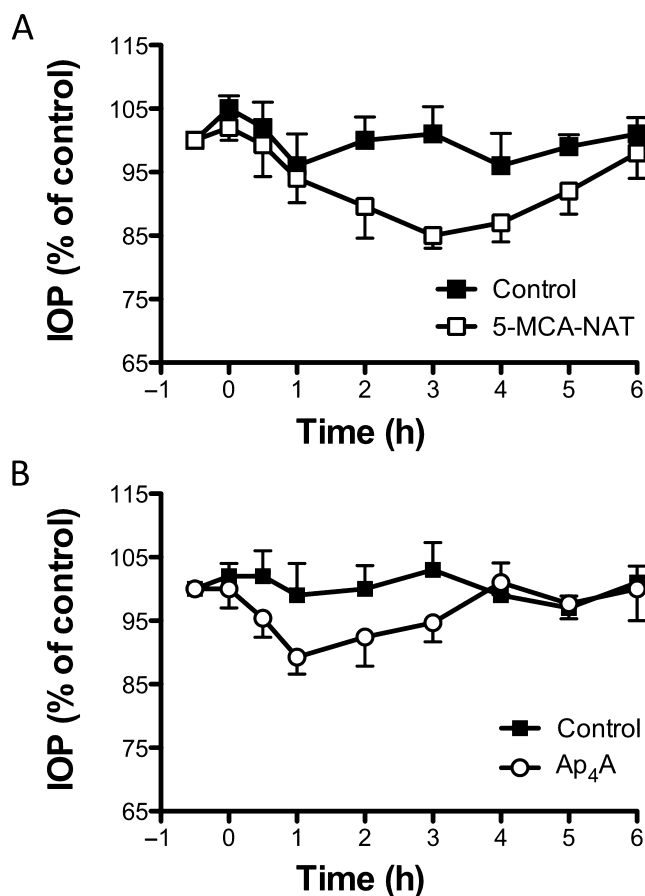 A
IOP (% of control)
115
105
95
85
75
65
Control
5-MCA-NAT
–1 0 1 2 3 4 5 6
Time (h)
B
IOP (% of control)
115
105
95
85
75
65
Control
Ap₄A
–1 0 1 2 3 4 5 6
Time (h)